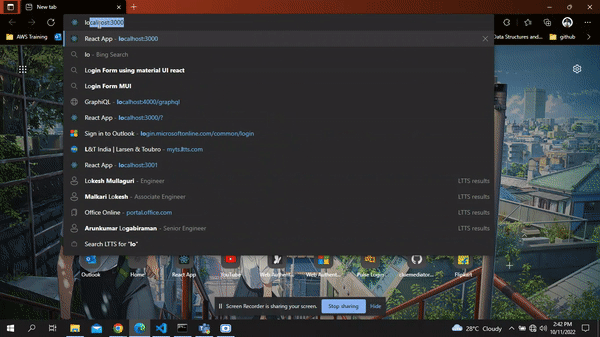 New tab
localhost:3000
AWS Training
Data Structures and...
github
React App - localhost:3000
lo - Bing Search
Login Form using material UI react
Login Form MUI
GraphiQL - localhost:4000/graphql
React App - localhost:3000/?
Sign in to Outlook - login.microsoftonline.com/common/login
L&T India | Larsen & Toubro - myts.ltts.com
React App - localhost:3001
Lokesh Mullaguri - Engineer
LTTS results
Malkari Lokesh - Associate Engineer
LTTS results
Office Online - portal.office.com
LTTS results
Arunkumar Logabiraman - Senior Engineer
LTTS results
Search LTTS for "lo"
Outlook
Home
React App
YouTube
Web Authent...
Web Authent...
Pulse Login
Flipkart
Screen Recorder is sharing your screen.
Stop sharing
Hide
28°C Cloudy
2:42 PM
10/11/2022